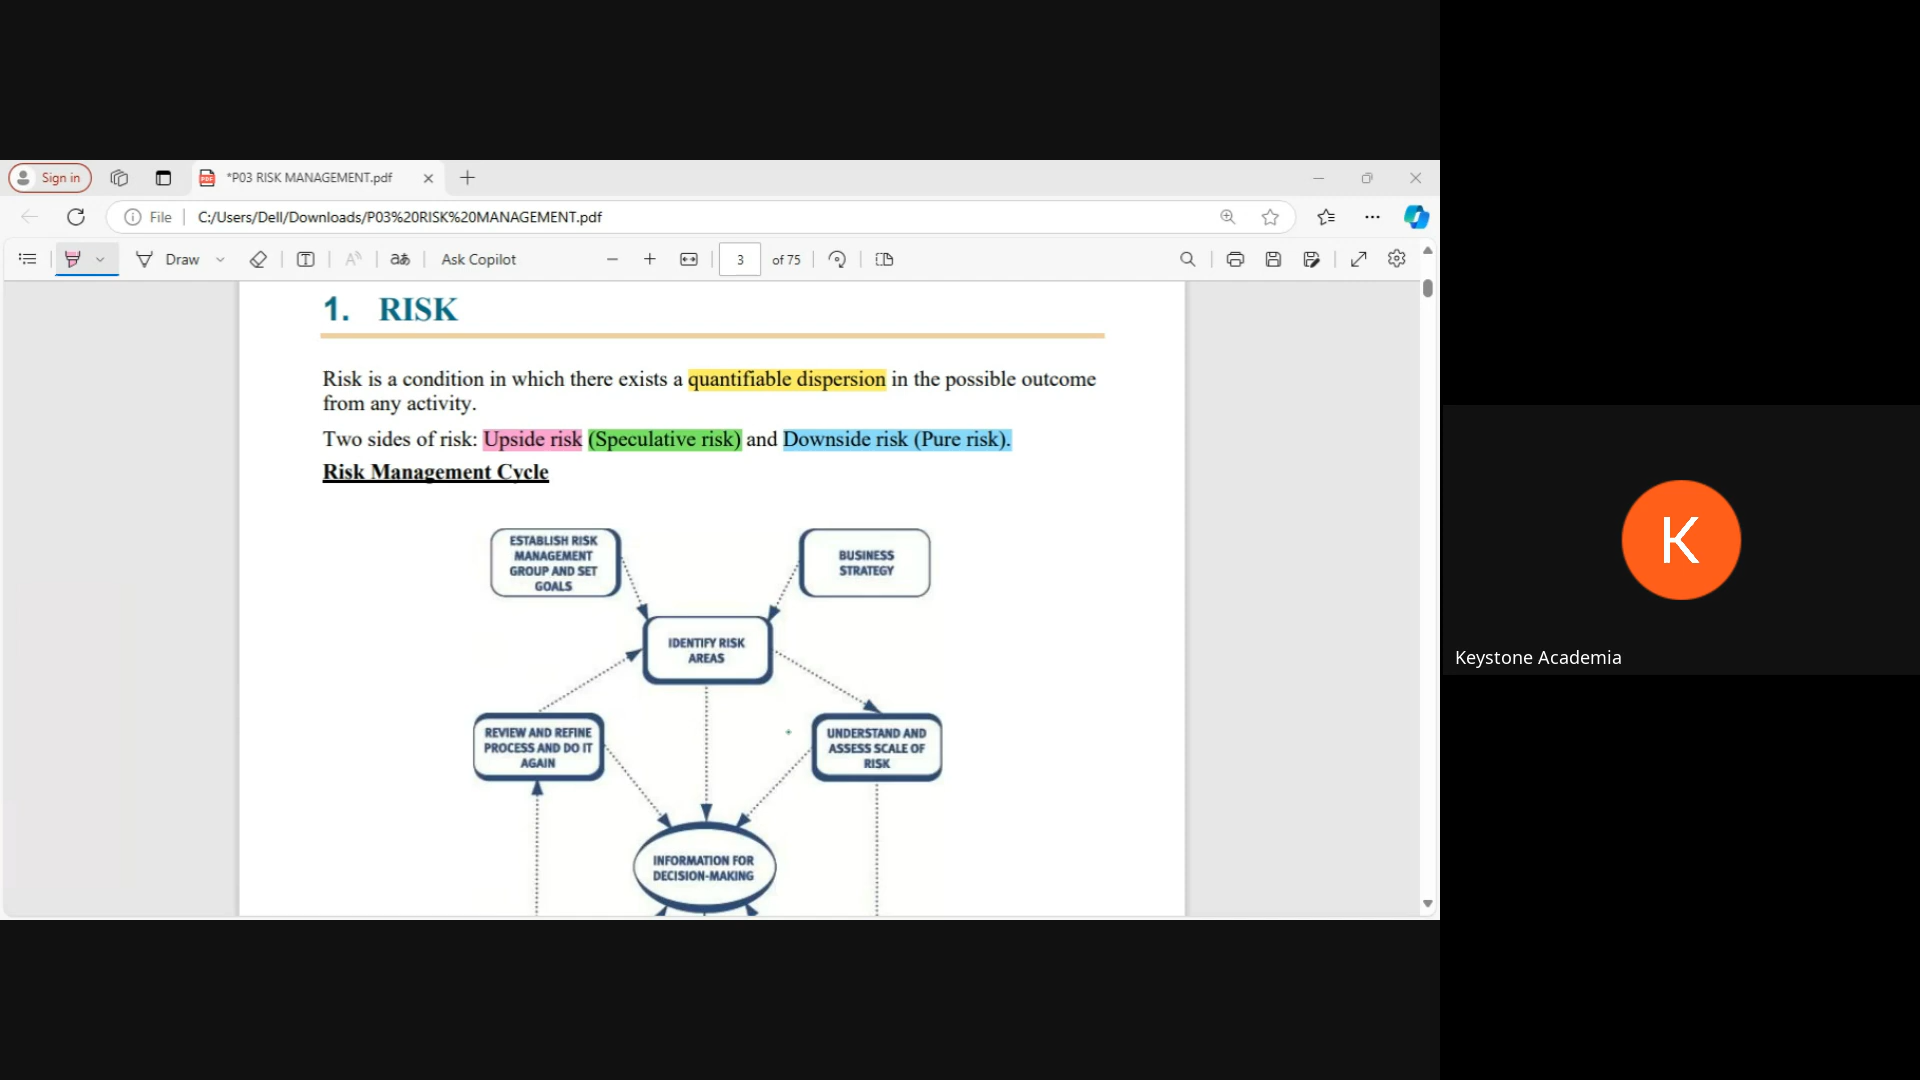 Sign in
*P03 RISK MANAGEMENT.pdf
File
C:/Users/Dell/Downloads/P03%20RISK%20MANAGEMENT.pdf
Draw
Ask Copilot
3
of 75
1. RISK
Risk is a condition in which there exists a quantifiable dispersion in the possible outcome
from any activity.
Two sides of risk: Upside risk (Speculative risk) and Downside risk (Pure risk).
Risk Management Cycle
ESTABLISH RISK
MANAGEMENT
GROUP AND SET
GOALS
BUSINESS
STRATEGY
IDENTIFY RISK
AREAS
REVIEW AND REFINE
PROCESS AND DO IT
AGAIN
UNDERSTAND AND
ASSESS SCALE OF
RISK
INFORMATION FOR
DECISION-MAKING
K
Keystone Academia